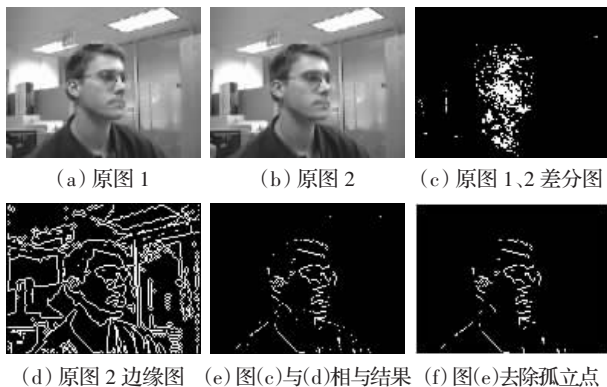 (a)原图1 (b)原图2 (c)原图1、2差分图
(d)原图2边缘图 (e)图(c)与(d)相与结果 (f)图(e)去除孤立点